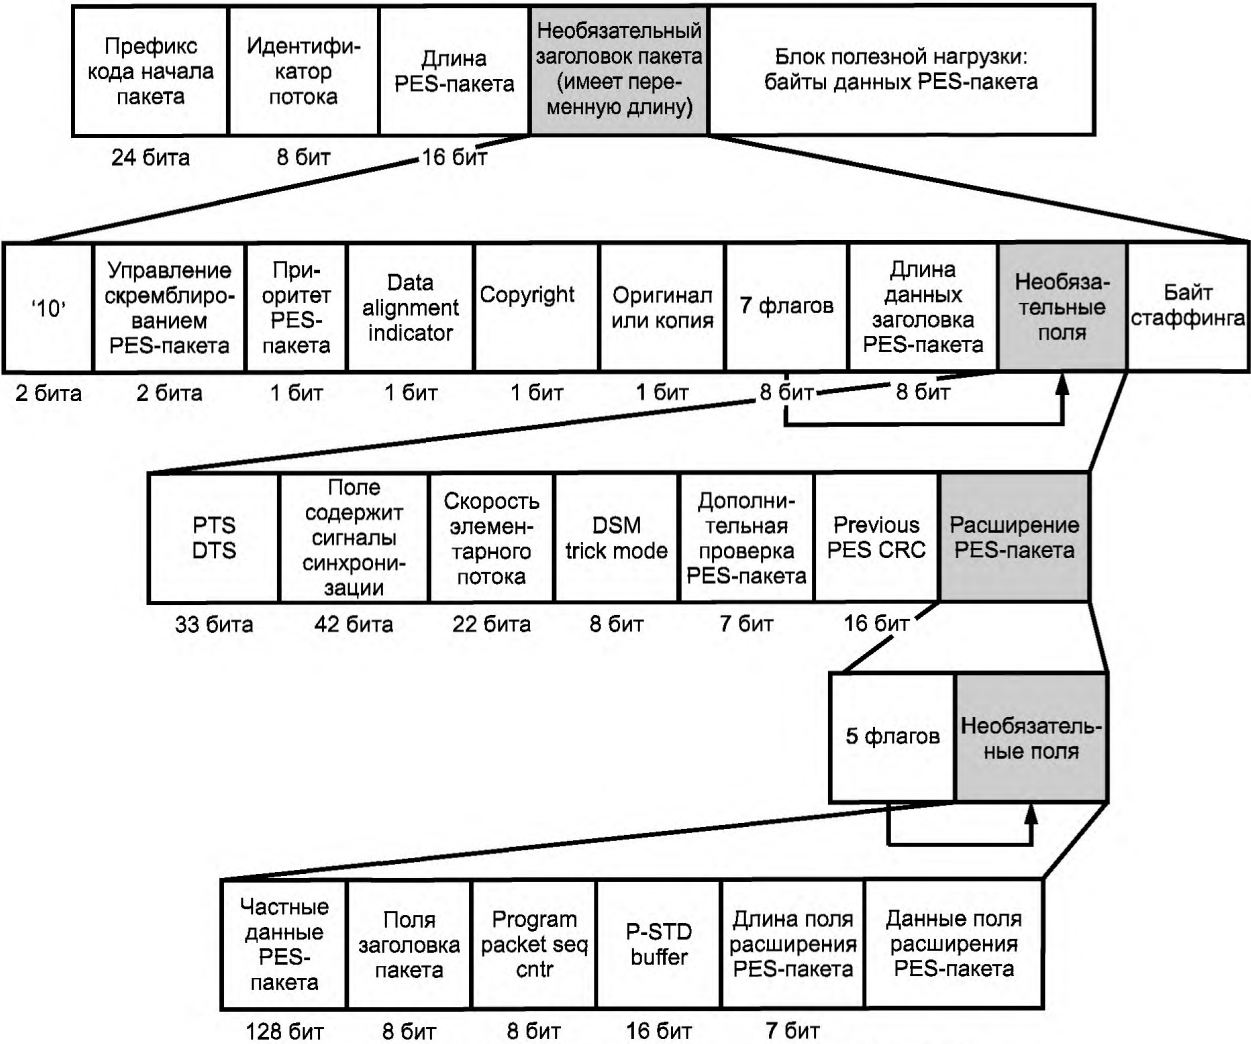 Префикс
кода начала
пакета
Идентифи-
катор
потока
Длина
PES-пакета
Необязательный
заголовок пакета
(имеет пере-
менную длину)
Блок полезной нагрузки:
байты данных PES-пакета
24 бита
8 бит
16 бит
‘10’
Управление
скремблиро-
ванием
PES-пакета
При-
оритет
PES-
пакета
Data
alignment
indicator
Copyright
Оригинал
или копия
7 флагов
Длина
данных
заголовка
PES-пакета
Необяза-
тельные
поля
Байт
стаффинга
2 бита
2 бита
1 бит
1 бит
1 бит
1 бит
8 бит
8 бит
PTS
DTS
Поле
содержит
сигналы
синхрони-
зации
Скорость
элемен-
тарного
потока
DSM
trick mode
Дополни-
тельная
проверка
PES-пакета
Previous
PES CRC
Расширение
PES-пакета
33 бита
42 бита
22 бита
8 бит
7 бит
16 бит
5 флагов
Необязатель-
ные поля
Частные
данные
PES-
пакета
Поля
заголовка
пакета
Program
packet seq
cntr
P-STD
buffer
Длина поля
расширения
PES-пакета
Данные поля
расширения
PES-пакета
128 бит
8 бит
8 бит
16 бит
7 бит